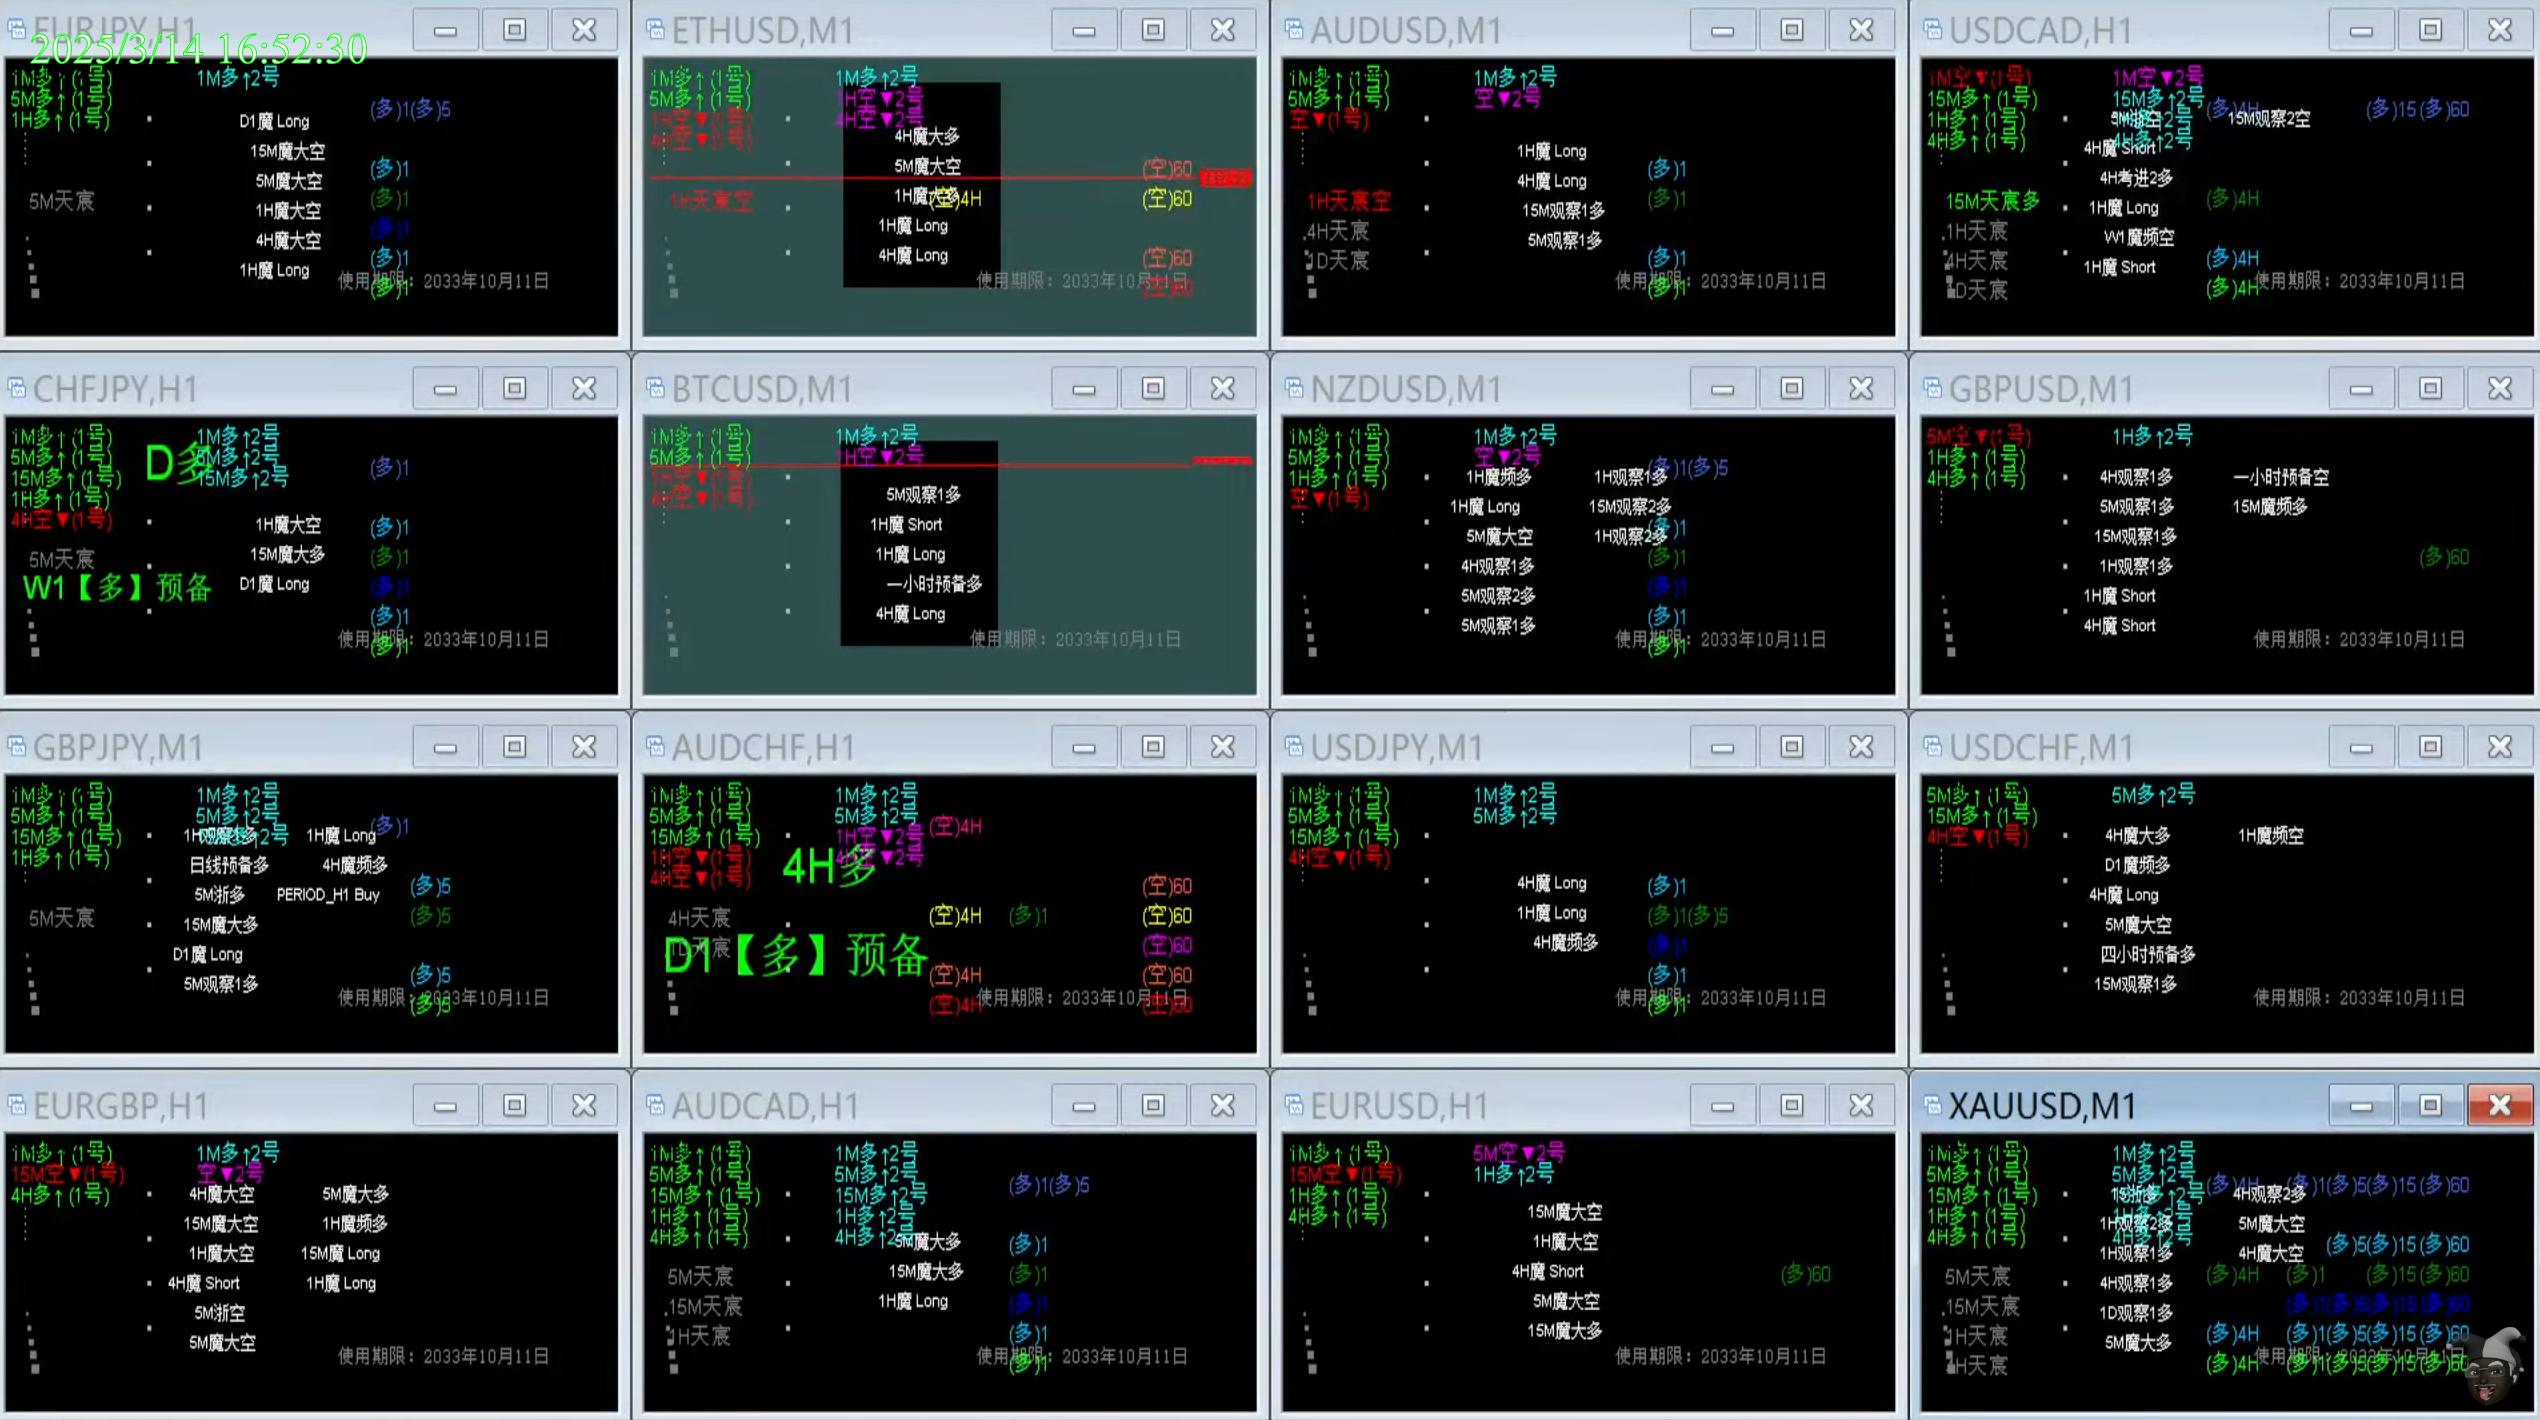 2025/3/14 16:52:30
EURJPY,H1
1M多↑(1号)
1M多↑2号
5M多↑(1号)
1H多↑(1号)
(多)1(多)5
D1魔 Long
15M魔大空
(多)1
5M魔大空
5M天宸
(多)1
1H魔大空
(多)1
4H魔大空
(多)1
1H魔 Long
使用期限：2033年10月11日
(多)1
ETHUSD,M1
1M多↑(1号)
1M多↑2号
5M多↑(1号)
1H空▼2号
1H空▼(1号)
4H空▼2号
4H空▼(1号)
4H魔大多
5M魔大空
(空)60
1H天宸空
(空)4H
(空)60
1H魔 Long
4H魔 Long
(空)60
使用期限：2033年10月11日
(空)60
AUDUSD,M1
1M多↑(1号)
1M多↑2号
5M多↑(1号)
空▼2号
空▼(1号)
1H魔 Long
(多)1
4H魔 Long
1H天宸空
(多)1
15M观察1多
4H天宸
5M观察1多
1D天宸
(多)1
使用期限：2033年10月11日
(多)1
USDCAD,H1
1M空▼(1号)
1M空▼2号
15M多↑(1号)
15M多↑2号
(多)4H
(多)15(多)60
1H多↑(1号)
15M观察2空
4H多↑(1号)
4H多↑2号
4H魔 Short
4H考进2多
15M天宸多
1H魔 Long
(多)4H
1H天宸
W1魔频空
4H天宸
(多)4H
1H魔 Short
D天宸
(多)4H
使用期限：2033年10月11日
CHFJPY,H1
1M多↑(1号)
1M多↑2号
5M多↑(1号)
5M多↑2号
D多
(多)1
15M多↑(1号)
15M多↑2号
1H多↑(1号)
4H空▼(1号)
1H魔大空
(多)1
5M天宸
15M魔大多
(多)1
W1【多】预备
D1魔 Long
(多)1
(多)1
使用期限：2033年10月11日
(多)1
BTCUSD,M1
1M多↑(1号)
1M多↑2号
5M多↑(1号)
1H空▼2号
1H空▼(1号)
4H空▼(1号)
5M观察1多
1H魔 Short
1H魔 Long
一小时预备多
4H魔 Long
使用期限：2033年10月11日
NZDUSD,M1
1M多↑(1号)
1M多↑2号
5M多↑(1号)
空▼2号
(多)1(多)5
1H多↑(1号)
1H魔频多
1H观察1多
空▼(1号)
1H魔 Long
15M观察2多
5M魔大空
1H观察2多
(多)1
4H观察1多
(多)1
5M观察2多
(多)1
5M观察1多
(多)1
使用期限：2033年10月11日
(多)1
GBPUSD,M1
5M空▼(1号)
1H多↑2号
1H多↑(1号)
4H多↑(1号)
4H观察1多
一小时预备空
5M观察1多
15M魔频多
15M观察1多
1H观察1多
(多)60
1H魔 Short
4H魔 Short
使用期限：2033年10月11日
GBPJPY,M1
1M多↑(1号)
1M多↑2号
5M多↑(1号)
5M多↑2号
(多)1
15M多↑(1号)
1H魔 Long
1H多↑(1号)
日线预备多
4H魔频多
5M浙多
PERIOD_H1 Buy
(多)5
5M天宸
15M魔大多
(多)5
D1魔 Long
5M观察1多
(多)5
使用期限：2033年10月11日
(多)5
AUDCHF,H1
1M多↑(1号)
1M多↑2号
5M多↑(1号)
5M多↑2号
(空)4H
15M多↑(1号)
1H空▼2号
1H空▼(1号)
4H空▼2号
4H空▼(1号)
4H多
(空)60
4H天宸
(空)4H
(多)1
(空)60
1D天宸
D1【多】预备
(空)60
(空)4H
(空)60
(空)4H
使用期限：2033年10月11日
(空)60
USDJPY,M1
1M多↑(1号)
1M多↑2号
5M多↑(1号)
5M多↑2号
15M多↑(1号)
4H空▼(1号)
4H魔 Long
(多)1
1H魔 Long
(多)1(多)5
4H魔频多
(多)1
(多)1
使用期限：2033年10月11日
(多)1
USDCHF,M1
5M多↑(1号)
5M多↑2号
15M多↑(1号)
4H空▼(1号)
4H魔大多
1H魔频空
D1魔频多
4H魔 Long
5M魔大空
四小时预备多
15M观察1多
使用期限：2033年10月11日
EURGBP,H1
1M多↑(1号)
1M多↑2号
15M空▼(1号)
空▼2号
4H多↑(1号)
4H魔大空
5M魔大多
15M魔大空
1H魔频多
1H魔大空
15M魔 Long
4H魔 Short
1H魔 Long
5M浙空
5M魔大空
使用期限：2033年10月11日
AUDCAD,H1
1M多↑(1号)
1M多↑2号
5M多↑(1号)
5M多↑2号
(多)1(多)5
15M多↑(1号)
15M多↑2号
1H多↑(1号)
1H多↑2号
4H多↑(1号)
4H多↑2号
5M魔大多
(多)1
5M天宸
15M魔大多
(多)1
15M天宸
1H魔 Long
(多)1
1H天宸
(多)1
使用期限：2033年10月11日
(多)1
EURUSD,H1
1M多↑(1号)
5M空▼2号
15M空▼(1号)
1H多↑2号
1H多↑(1号)
4H多↑(1号)
15M魔大空
1H魔大空
4H魔 Short
(多)60
5M魔大空
15M魔大多
使用期限：2033年10月11日
XAUUSD,M1
1M多↑(1号)
1M多↑2号
5M多↑(1号)
5M多↑2号
(多)4H
(多)1(多)5(多)15(多)60
15M多↑(1号)
4H观察2多
1H多↑(1号)
1H观察2多
5M魔大空
4H多↑(1号)
4H多↑2号
1H观察1多
4H魔大空
(多)5(多)15(多)60
5M天宸
4H观察1多
(多)4H
(多)1
(多)15(多)60
15M天宸
1D观察1多
(多)1(多)5(多)15(多)60
1H天宸
5M魔大多
(多)4H
(多)1(多)5(多)15(多)60
4H天宸
(多)4H
使用期限：2033年10月11日
(多)1(多)5(多)15(多)60